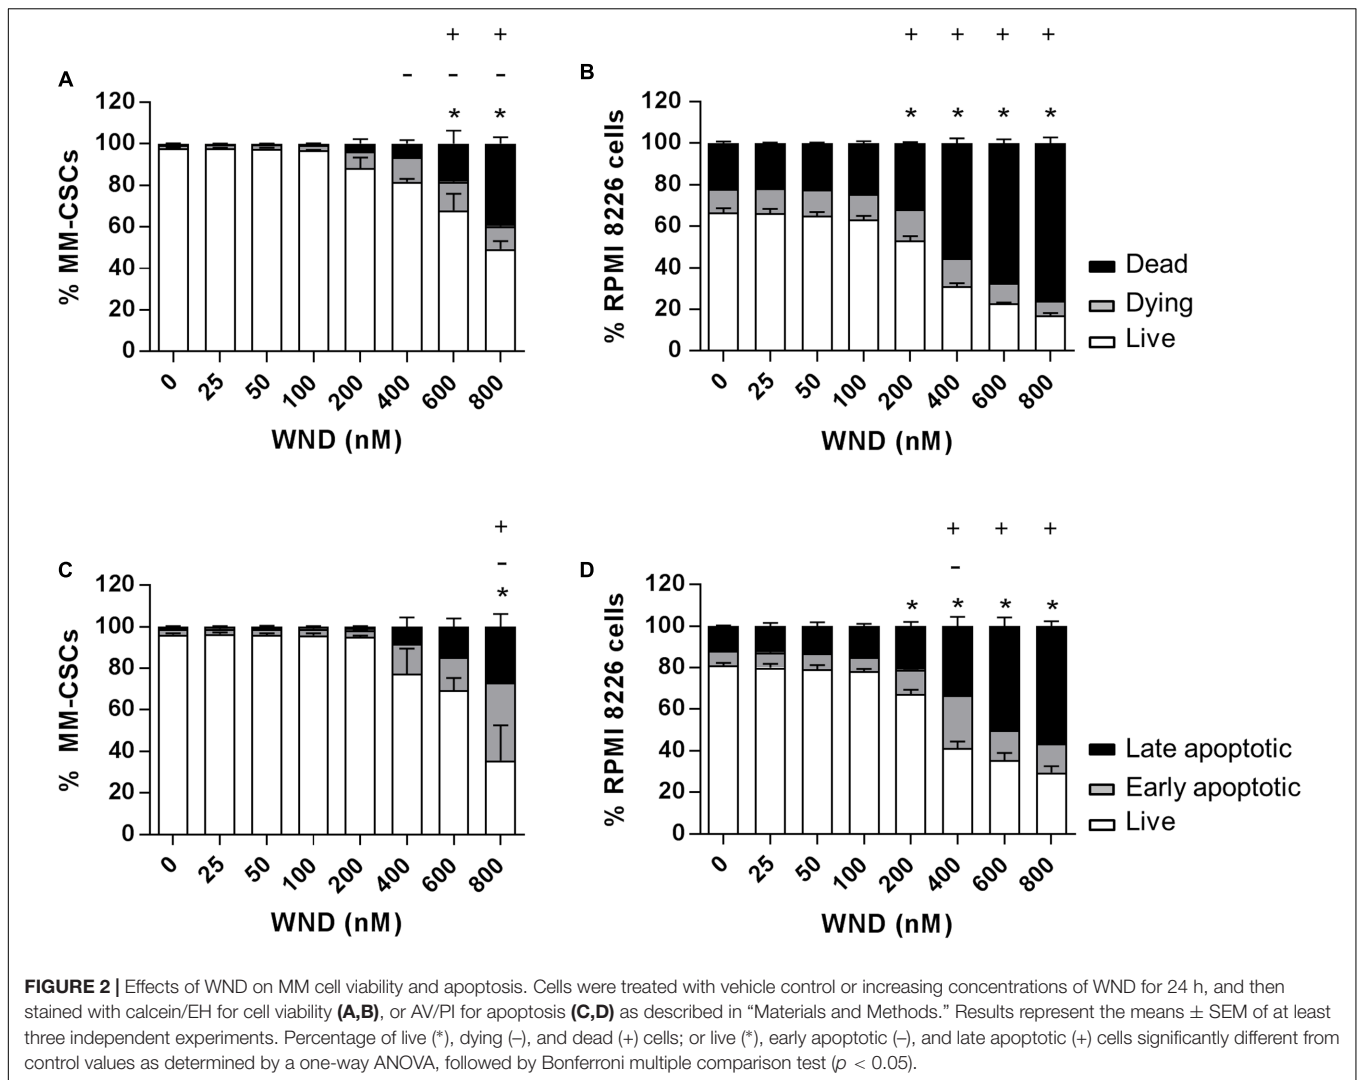 + +
A
- - -
* *
120
100
80
60
40
20
0
% MM-CSCs
0 25 50 100 200 400 600 800
WND (nM)
+ + + +
B
* * * *
120
100
80
60
40
20
0
% RPMI 8226 cells
0 25 50 100 200 400 600 800
WND (nM)
Dead
Dying
Live
+
C
-
*
120
100
80
60
40
20
0
% MM-CSCs
0 25 50 100 200 400 600 800
WND (nM)
+ + +
D
-
* * * *
120
100
80
60
40
20
0
% RPMI 8226 cells
0 25 50 100 200 400 600 800
WND (nM)
Late apoptotic
Early apoptotic
Live
FIGURE 2 | Effects of WND on MM cell viability and apoptosis. Cells were treated with vehicle control or increasing concentrations of WND for 24 h, and then
stained with calcein/EH for cell viability (A,B), or AV/PI for apoptosis (C,D) as described in “Materials and Methods.” Results represent the means ± SEM of at least
three independent experiments. Percentage of live (*), dying (–), and dead (+) cells; or live (*), early apoptotic (–), and late apoptotic (+) cells significantly different from
control values as determined by a one-way ANOVA, followed by Bonferroni multiple comparison test (p < 0.05).